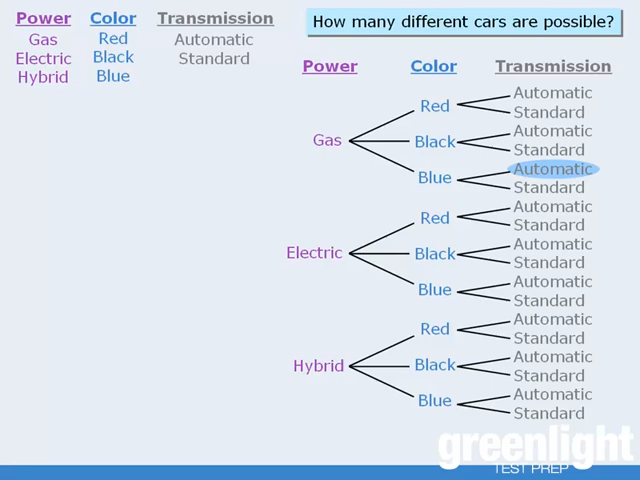 Power Color Transmission
Gas Red Automatic
Electric Black Standard
Hybrid Blue
How many different cars are possible?
Power Color Transmission
Gas
Red
Automatic
Standard
Black
Automatic
Standard
Blue
Automatic
Standard
Electric
Red
Automatic
Standard
Black
Automatic
Standard
Blue
Automatic
Standard
Hybrid
Red
Automatic
Standard
Black
Automatic
Standard
Blue
Automatic
Standard
greenlight
TEST PREP